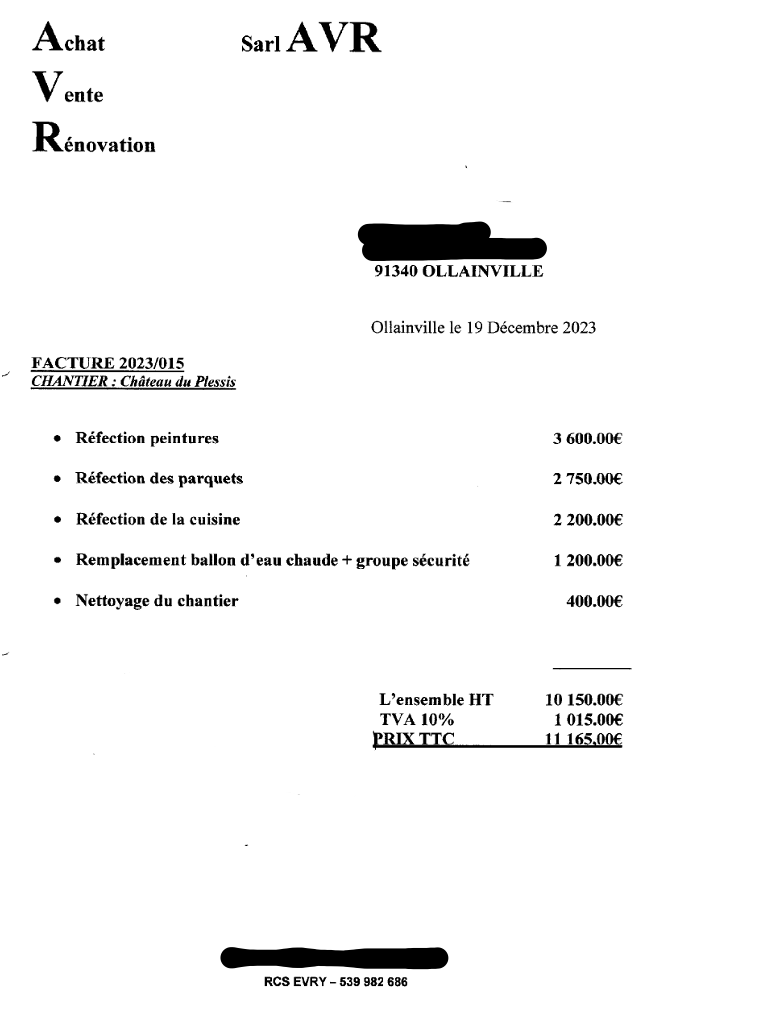 Achat Sarl AVR
Vente
Rénovation
91340 OLLAINVILLE
Ollainville le 19 Décembre 2023
FACTURE 2023/015
CHANTIER : Château du Plessis
• Réfection peintures 3 600.00€
• Réfection des parquets 2 750.00€
• Réfection de la cuisine 2 200.00€
• Remplacement ballon d'eau chaude + groupe sécurité 1 200.00€
• Nettoyage du chantier 400.00€
L'ensemble HT 10 150.00€
TVA 10% 1 015.00€
PRIX TTC 11 165,00€
RCS EVRY – 539 982 686